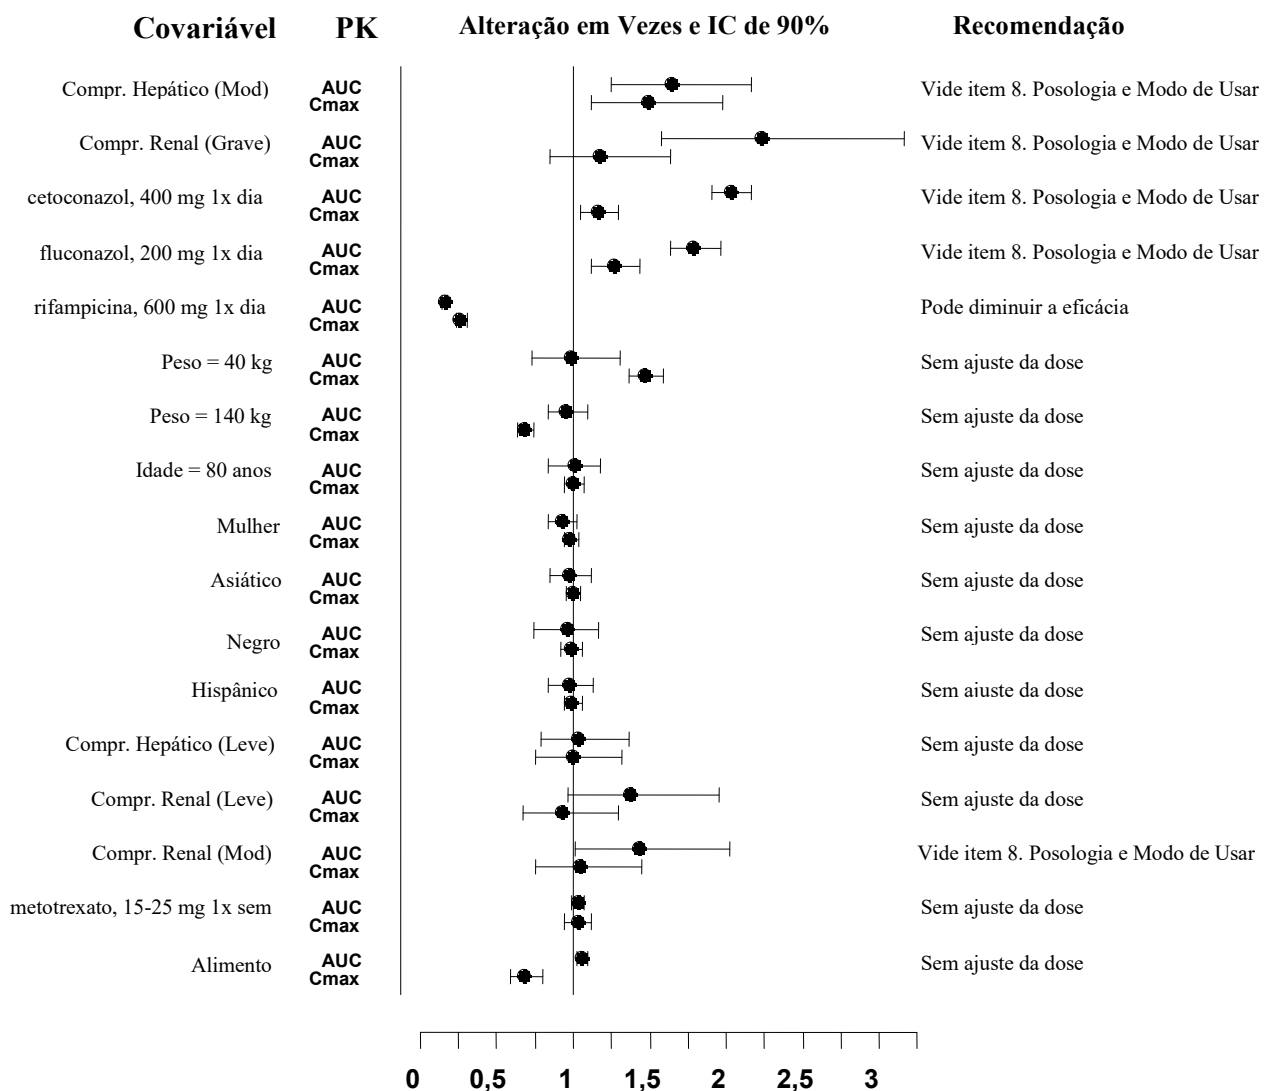 Covariável PK Alteração em Vezes e IC de 90% Recomendação
Compr. Hepático (Mod) AUC Vide item 8. Posologia e Modo de Usar
Cmax
Compr. Renal (Grave) AUC Vide item 8. Posologia e Modo de Usar
Cmax
cetoconazol, 400 mg 1x dia AUC Vide item 8. Posologia e Modo de Usar
Cmax
fluconazol, 200 mg 1x dia AUC Vide item 8. Posologia e Modo de Usar
Cmax
rifampicina, 600 mg 1x dia AUC Pode diminuir a eficácia
Cmax
Peso = 40 kg AUC Sem ajuste da dose
Cmax
Peso = 140 kg AUC Sem ajuste da dose
Cmax
Idade = 80 anos AUC Sem ajuste da dose
Cmax
Mulher AUC Sem ajuste da dose
Cmax
Asiático AUC Sem ajuste da dose
Cmax
Negro AUC Sem ajuste da dose
Cmax
Hispânico AUC Sem aiuste da dose
Cmax
Compr. Hepático (Leve) AUC Sem ajuste da dose
Cmax
Compr. Renal (Leve) AUC Sem ajuste da dose
Cmax
Compr. Renal (Mod) AUC Vide item 8. Posologia e Modo de Usar
Cmax
metotrexato, 15-25 mg 1x sem AUC Sem ajuste da dose
Cmax
Alimento AUC Sem ajuste da dose
Cmax
0 0,5 1 1,5 2 2,5 3